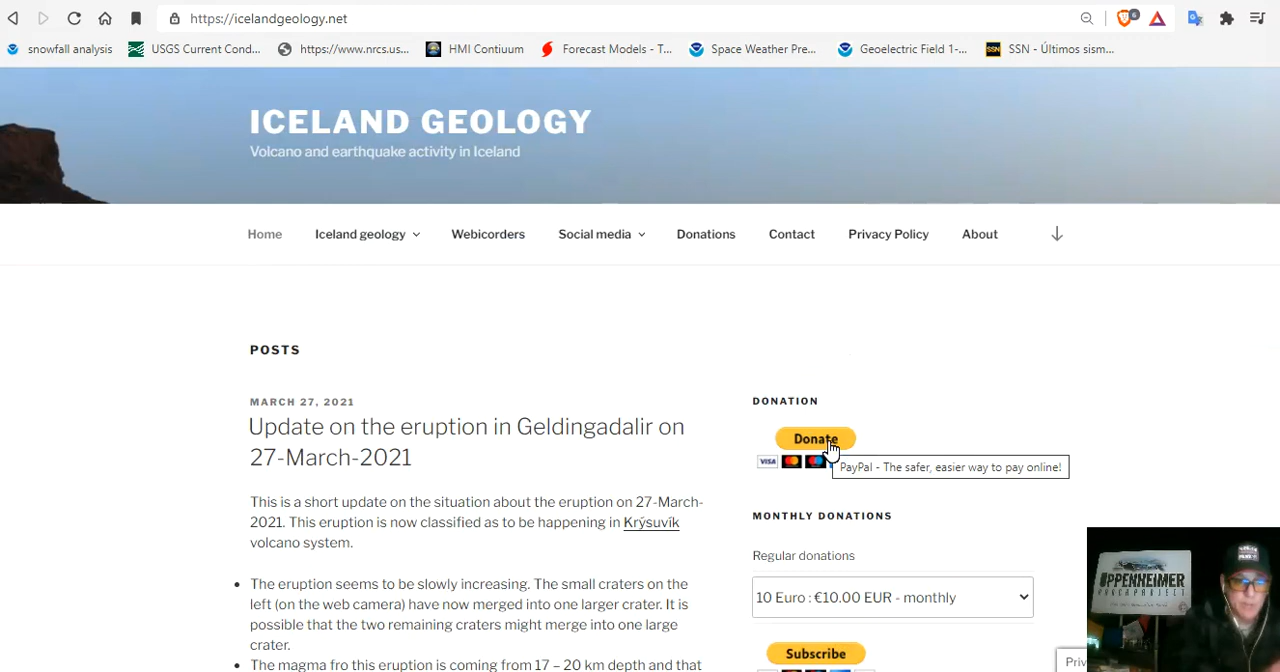 https://icelandgeology.net
6
snowfall analysis
USGS Current Cond...
https://www.nrcs.us...
HMI Contiuum
Forecast Models - T...
Space Weather Pre...
Geoelectric Field 1-...
SSN
SSN - Últimos sism...
ICELAND GEOLOGY
Volcano and earthquake activity in Iceland
Home
Iceland geology
Webicorders
Social media
Donations
Contact
Privacy Policy
About
POSTS
MARCH 27, 2021
Update on the eruption in Geldingadalir on
27-March-2021
This is a short update on the situation about the eruption on 27-March-
2021. This eruption is now classified as to be happening in Krýsuvík
volcano system.
The eruption seems to be slowly increasing. The small craters on the
left (on the web camera) have now merged into one larger crater. It is
possible that the two remaining craters might merge into one large
crater.
The magma fro this eruption is coming from 17 – 20 km depth and that
DONATION
Donate
VISA
PayPal - The safer, easier way to pay online!
MONTHLY DONATIONS
Regular donations
10 Euro : €10.00 EUR - monthly
Subscribe
Priv
OPPENHEIMER